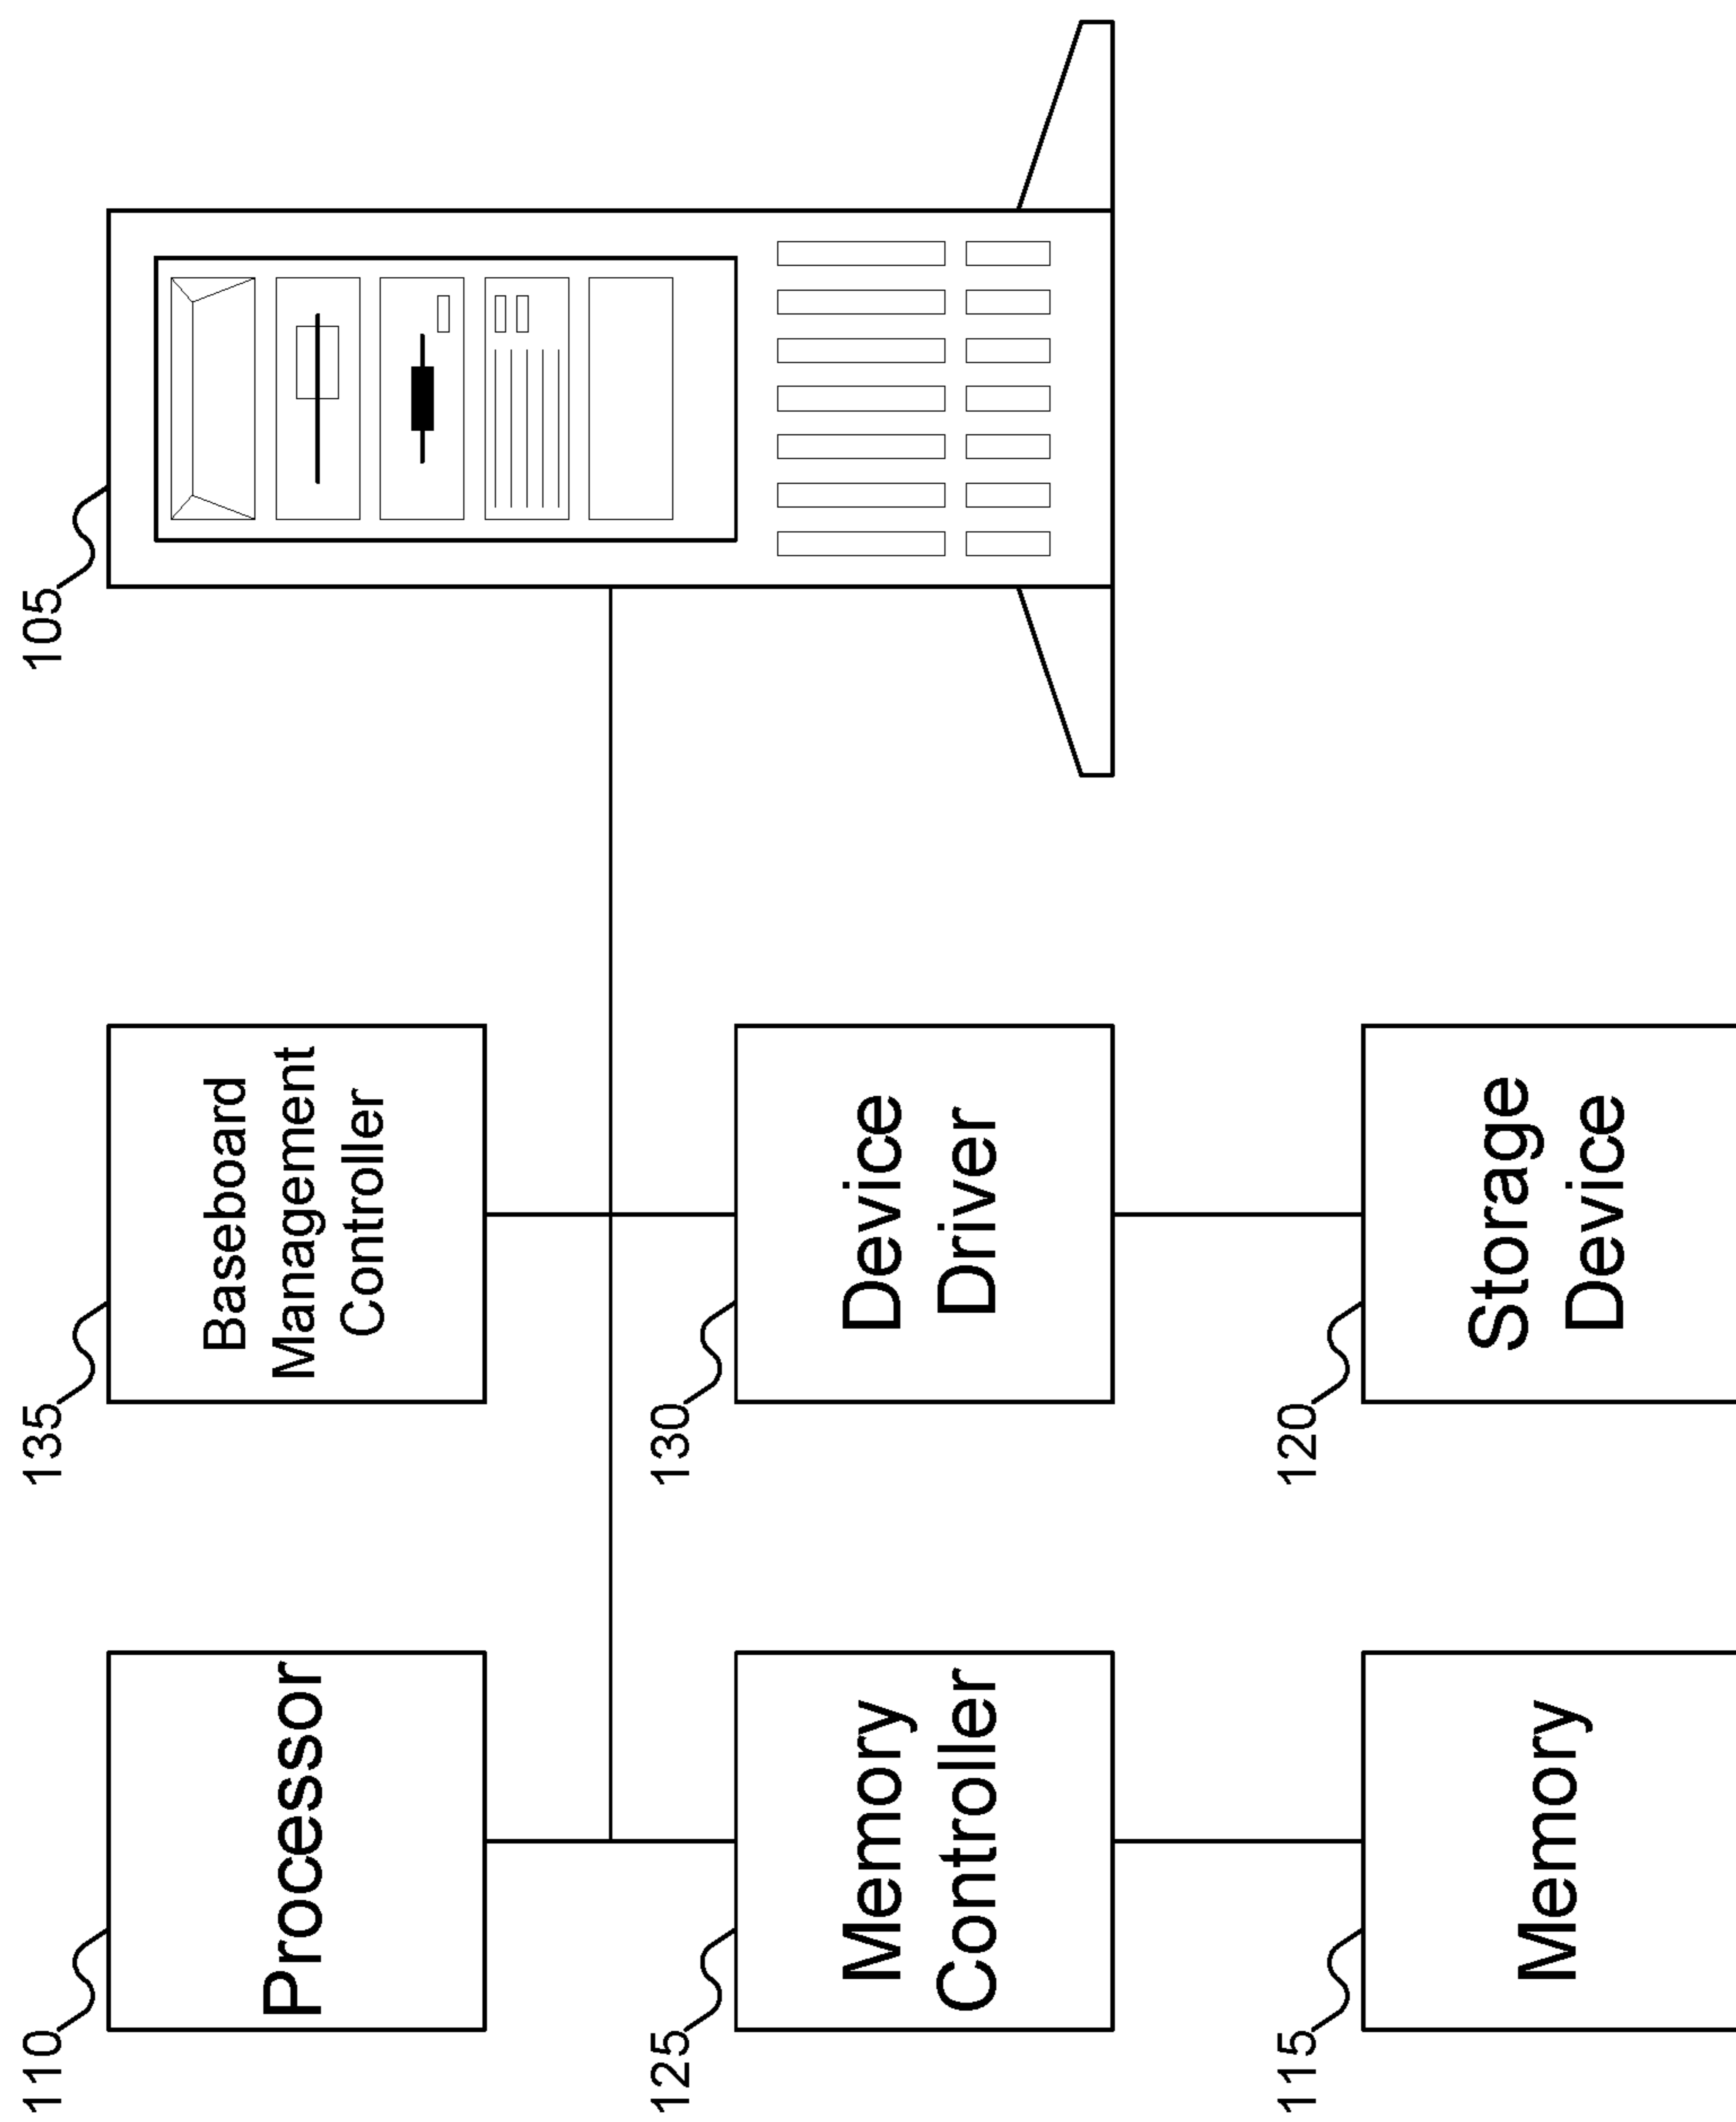 110
Processor
135
Baseboard
Management
Controller
105
125
Memory
Controller
130
Device
Driver
115
Memory
120
Storage
Device